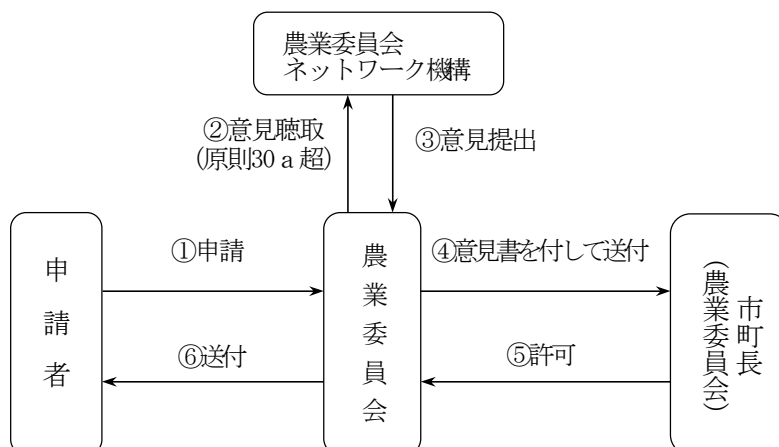 農業委員会
ネットワーク機構
②意見聴取
(原則30ａ超)
③意見提出
申請者
①申請
⑥送付
農業委員会
④意見書を付して送付
⑤許可
市町長
(農業委員会)